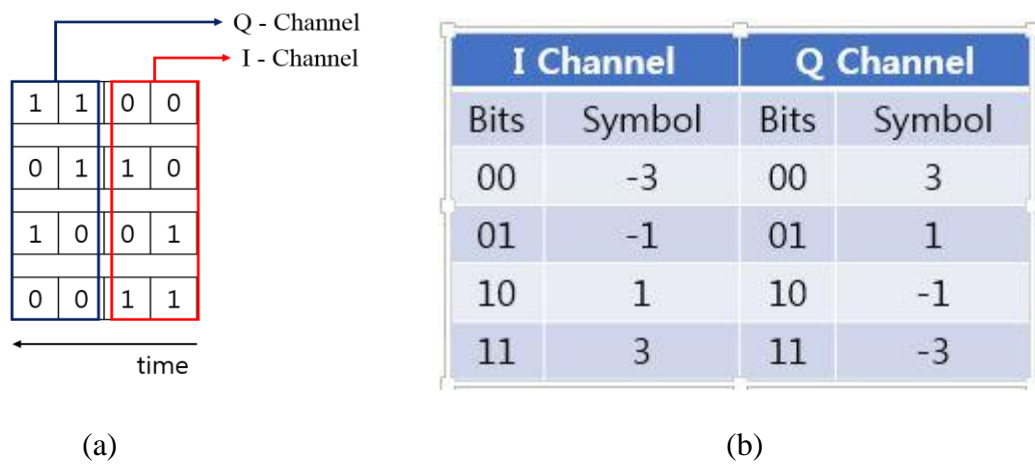 Q - Channel
I - Channel
1 1 0 0
0 1 1 0
1 0 0 1
0 0 1 1
time
I Channel Q Channel
Bits Symbol Bits Symbol
00 -3 00 3
01 -1 01 1
10 1 10 -1
11 3 11 -3
(a) (b)